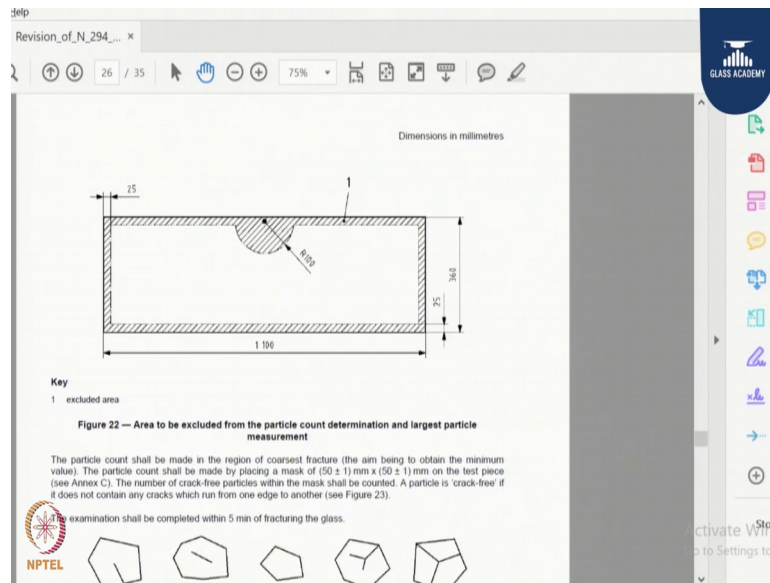 Help
Revision_of_N_294_... ×
26 / 35
75%
GLASS ACADEMY
Dimensions in millimetres
25
1
R100
360
25
1 100
Key
1 excluded area
Figure 22 — Area to be excluded from the particle count determination and largest particle
measurement
The particle count shall be made in the region of coarsest fracture (the aim being to obtain the minimum
value). The particle count shall be made by placing a mask of (50 ± 1) mm x (50 ± 1) mm on the test piece
(see Annex C). The number of crack-free particles within the mask shall be counted. A particle is 'crack-free' if
it does not contain any cracks which run from one edge to another (see Figure 23).
The examination shall be completed within 5 min of fracturing the glass.
NPTEL
Sto
ctivate Wi
o to Settings to